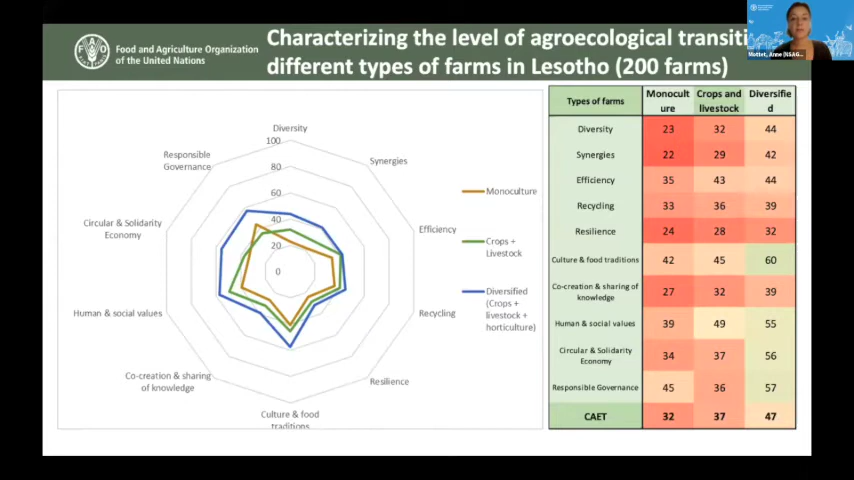 Food and Agriculture Organization
of the United Nations
Characterizing the level of agroecological transiti
different types of farms in Lesotho (200 farms)
Mottet, Anne (NSAG...
Diversity
100
80
60
40
20
0
Synergies
Efficiency
Recycling
Resilience
Culture & food
traditions
Co-creation & sharing
of knowledge
Human & social values
Circular & Solidarity
Economy
Responsible
Governance
Monoculture
Crops +
Livestock
Diversified
(Crops +
livestock +
horticulture)
Types of farms Monocult Crops and Diversifie
ure livestock d
Diversity 23 32 44
Synergies 22 29 42
Efficiency 35 43 44
Recycling 33 36 39
Resilience 24 28 32
Culture & food traditions 42 45 60
Co-creation & sharing of
knowledge 27 32 39
Human & social values 39 49 55
Circular & Solidarity
Economy 34 37 56
Responsible Governance 45 36 57
CAET 32 37 47